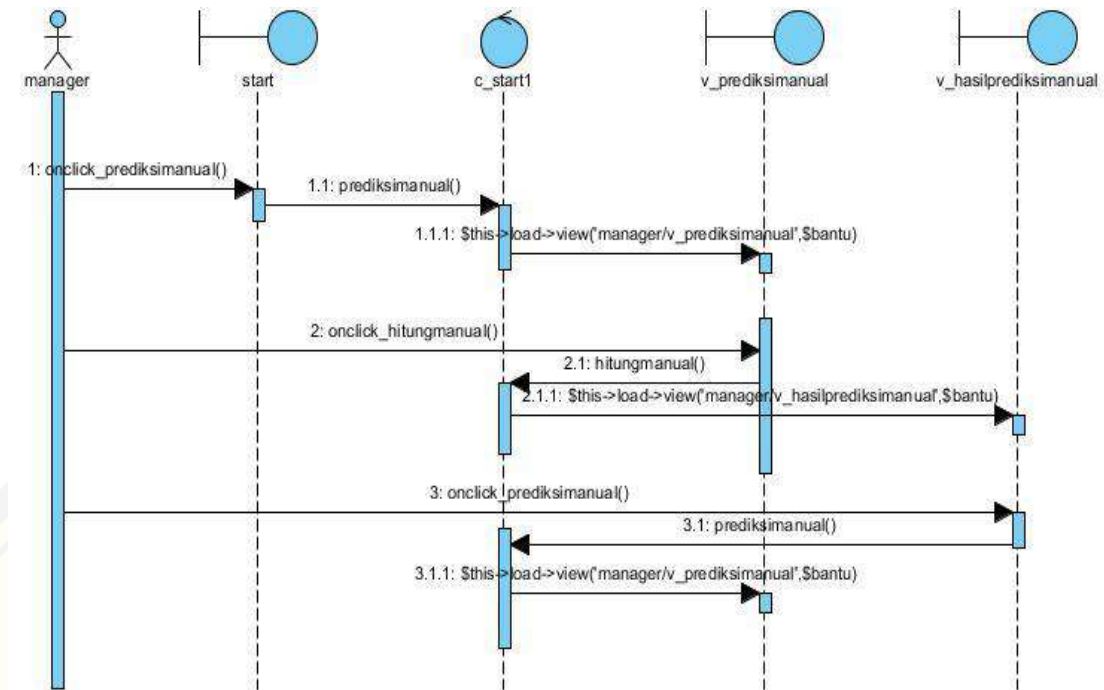 manager
start
c_start1
v_prediksimanual
v_hasilprediksimanual
1: onclick_prediksimanual()
1.1: prediksimanual()
1.1.1: $this->load->view('manager/v_prediksimanual',$bantu)
2: onclick_hitungmanual()
2.1: hitungmanual()
2.1.1: $this->load->view('manager/v_hasilprediksimanual',$bantu)
3: onclick_prediksimanual()
3.1: prediksimanual()
3.1.1: $this->load->view('manager/v_prediksimanual',$bantu)